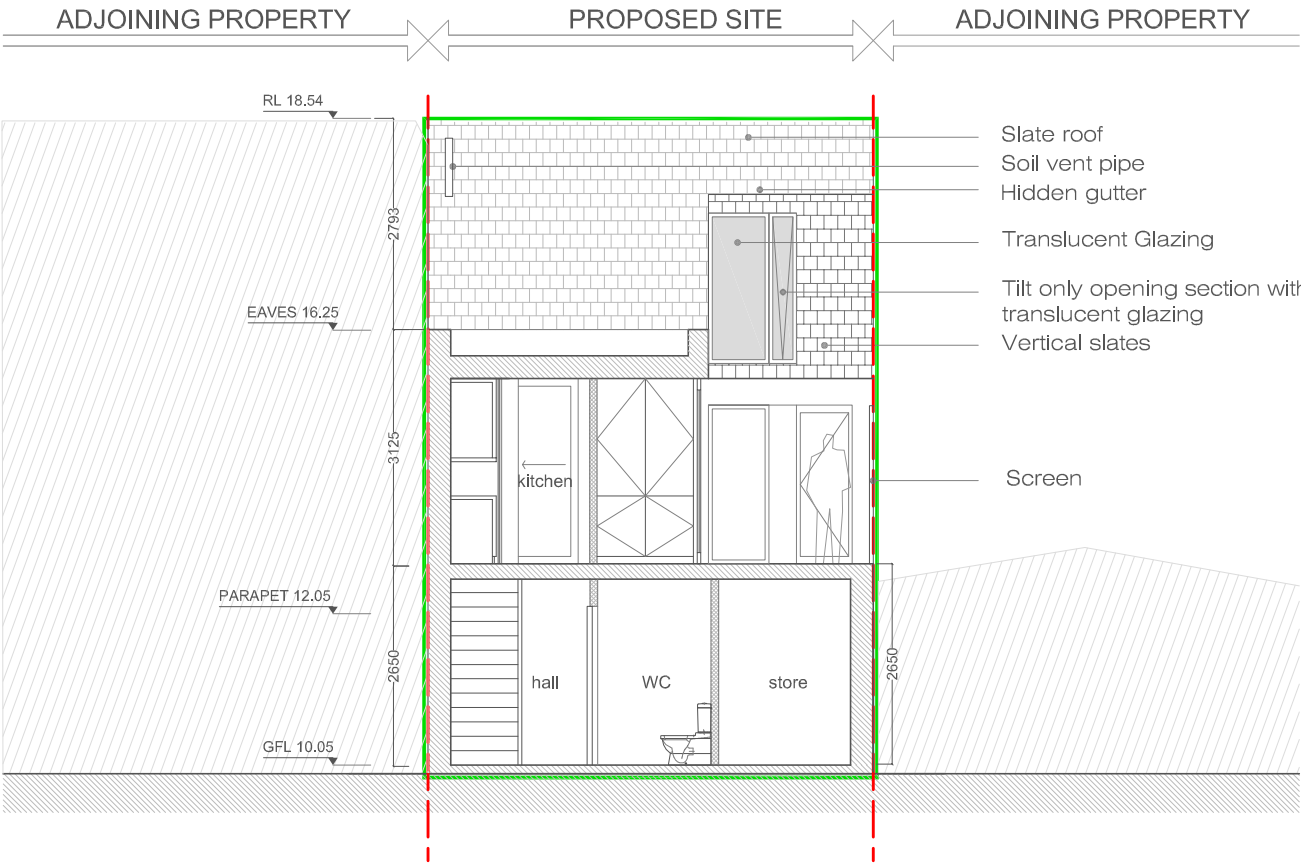 ADJOINING PROPERTY
PROPOSED SITE
ADJOINING PROPERTY
RL 18.54
Slate roof
Soil vent pipe
Hidden gutter
2793
Translucent Glazing
Tilt only opening section with
translucent glazing
EAVES 16.25
Vertical slates
3125
kitchen
Screen
PARAPET 12.05
2650
hall
WC
store
2650
GFL 10.05